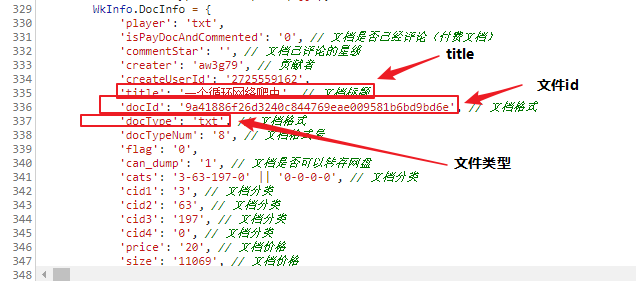 329 WkInfo.DocInfo = {
330 'player': 'txt',
331 'isPayDocAndCommented': '0', // 文档是否已经评论（付费文档）
332 'commentStar': '', // 文档已评论的星级
333 'creater': 'aw3g79', // 贡献者
334 'createUserId': '2725559162',
title
335 'title': '一个循环网络爬虫', // 文档标题
文件id
336 'docId': '9a41886f26d3240c844769eae009581b6bd9bd6e', // 文档格式
337 'docType': 'txt', // 文档格式
338 'docTypeNum': '8', // 文档格式号
339 'flag': '0',
文件类型
340 'can_dump': '1', // 文档是否可以转存网盘
341 'cats': '3-63-197-0' || '0-0-0-0', // 文档分类
342 'cid1': '3', // 文档分类
343 'cid2': '63', // 文档分类
344 'cid3': '197', // 文档分类
345 'cid4': '0', // 文档分类
346 'price': '20', // 文档价格
347 'size': '11069', // 文档价格
348